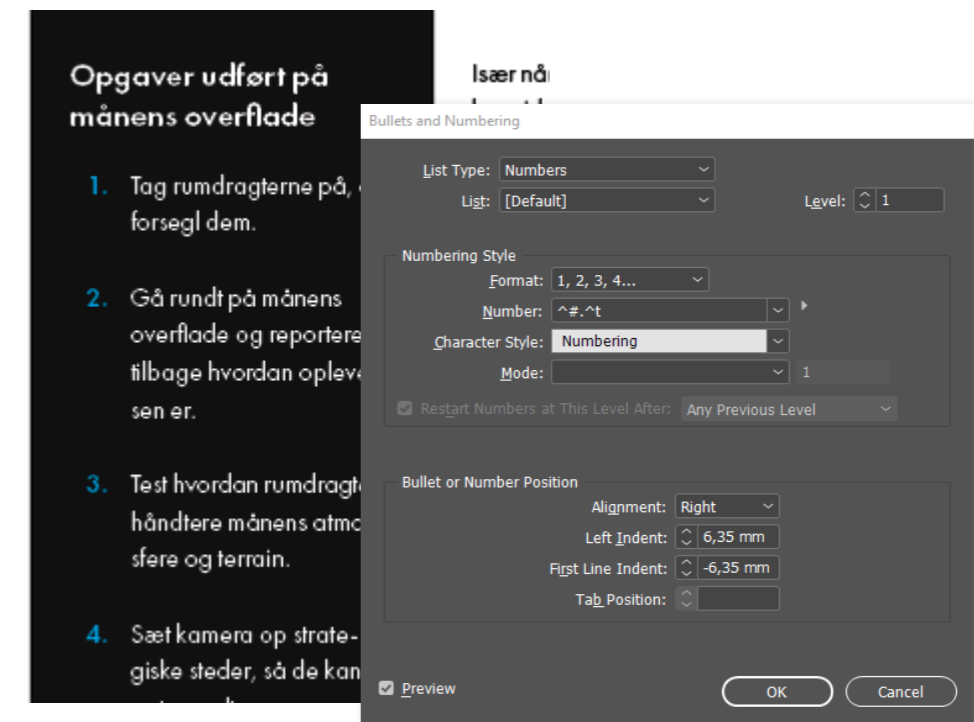 Opgaver udført på
månens overflade
1. Tag rumdragterne på,
forsegl dem.
2. Gå rundt på månens
overflade og reportere
tilbage hvordan opleve
sen er.
3. Test hvordan rumdragt
håndtere månens atmo
sfere og terrain.
4. Sæt kamera op strate-
giske steder, så de kan
Især nå
Bullets and Numbering
List Type: Numbers
List: [Default] Level: 1
Numbering Style
Format: 1, 2, 3, 4...
Number: ^#.^t
Character Style: Numbering
Mode: 1
Restart Numbers at This Level After: Any Previous Level
Bullet or Number Position
Alignment: Right
Left Indent: 6,35 mm
First Line Indent: -6,35 mm
Tab Position:
Preview OK Cancel